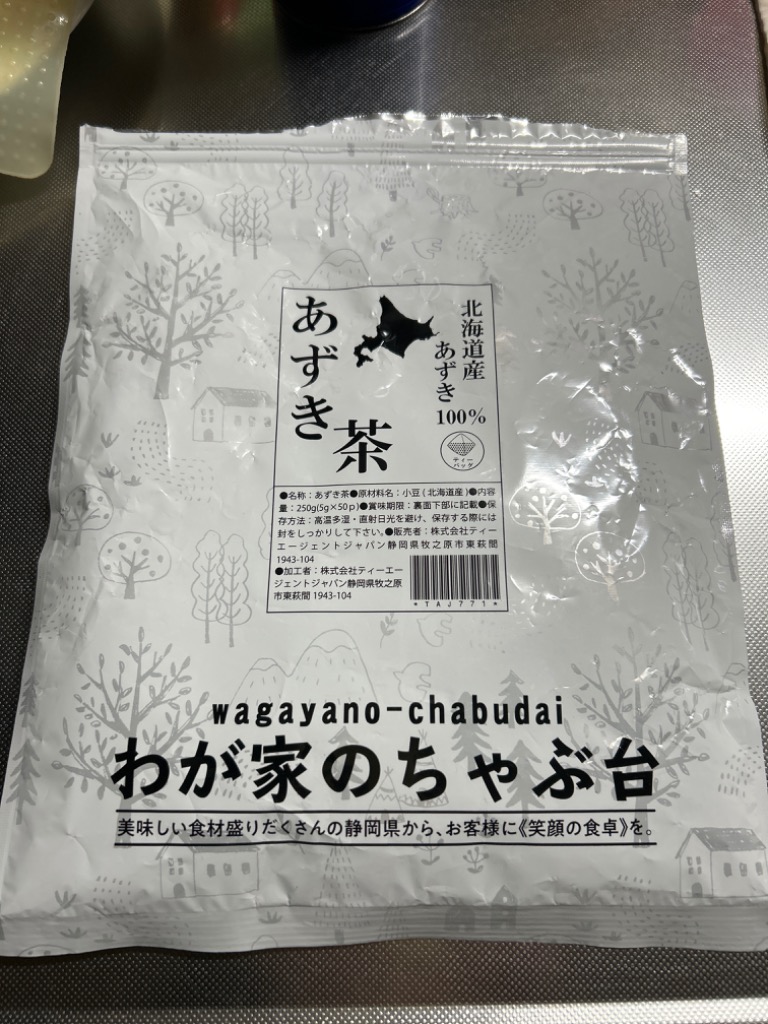 北海道産
あずき
100%
あずき茶
ティー
バッグ
●名称：あずき茶●原材料名：小豆(北海道産)●内容
量：250g(5g×50p)●賞味期限：裏面下部に記載●保
存方法：高温多湿・直射日光を避け、保存する際には
封をしっかりして下さい。●販売者：株式会社ティー
エージェントジャパン静岡県牧之原市東萩間
1943-104
●加工者：株式会社ティーエー
ジェントジャパン静岡県牧之原
市東萩間 1943-104
*TAJ771*
wagayano-chabudai
わが家のちゃぶ台
美味しい食材盛りだくさんの静岡県から、お客様に《笑顔の食卓》を。